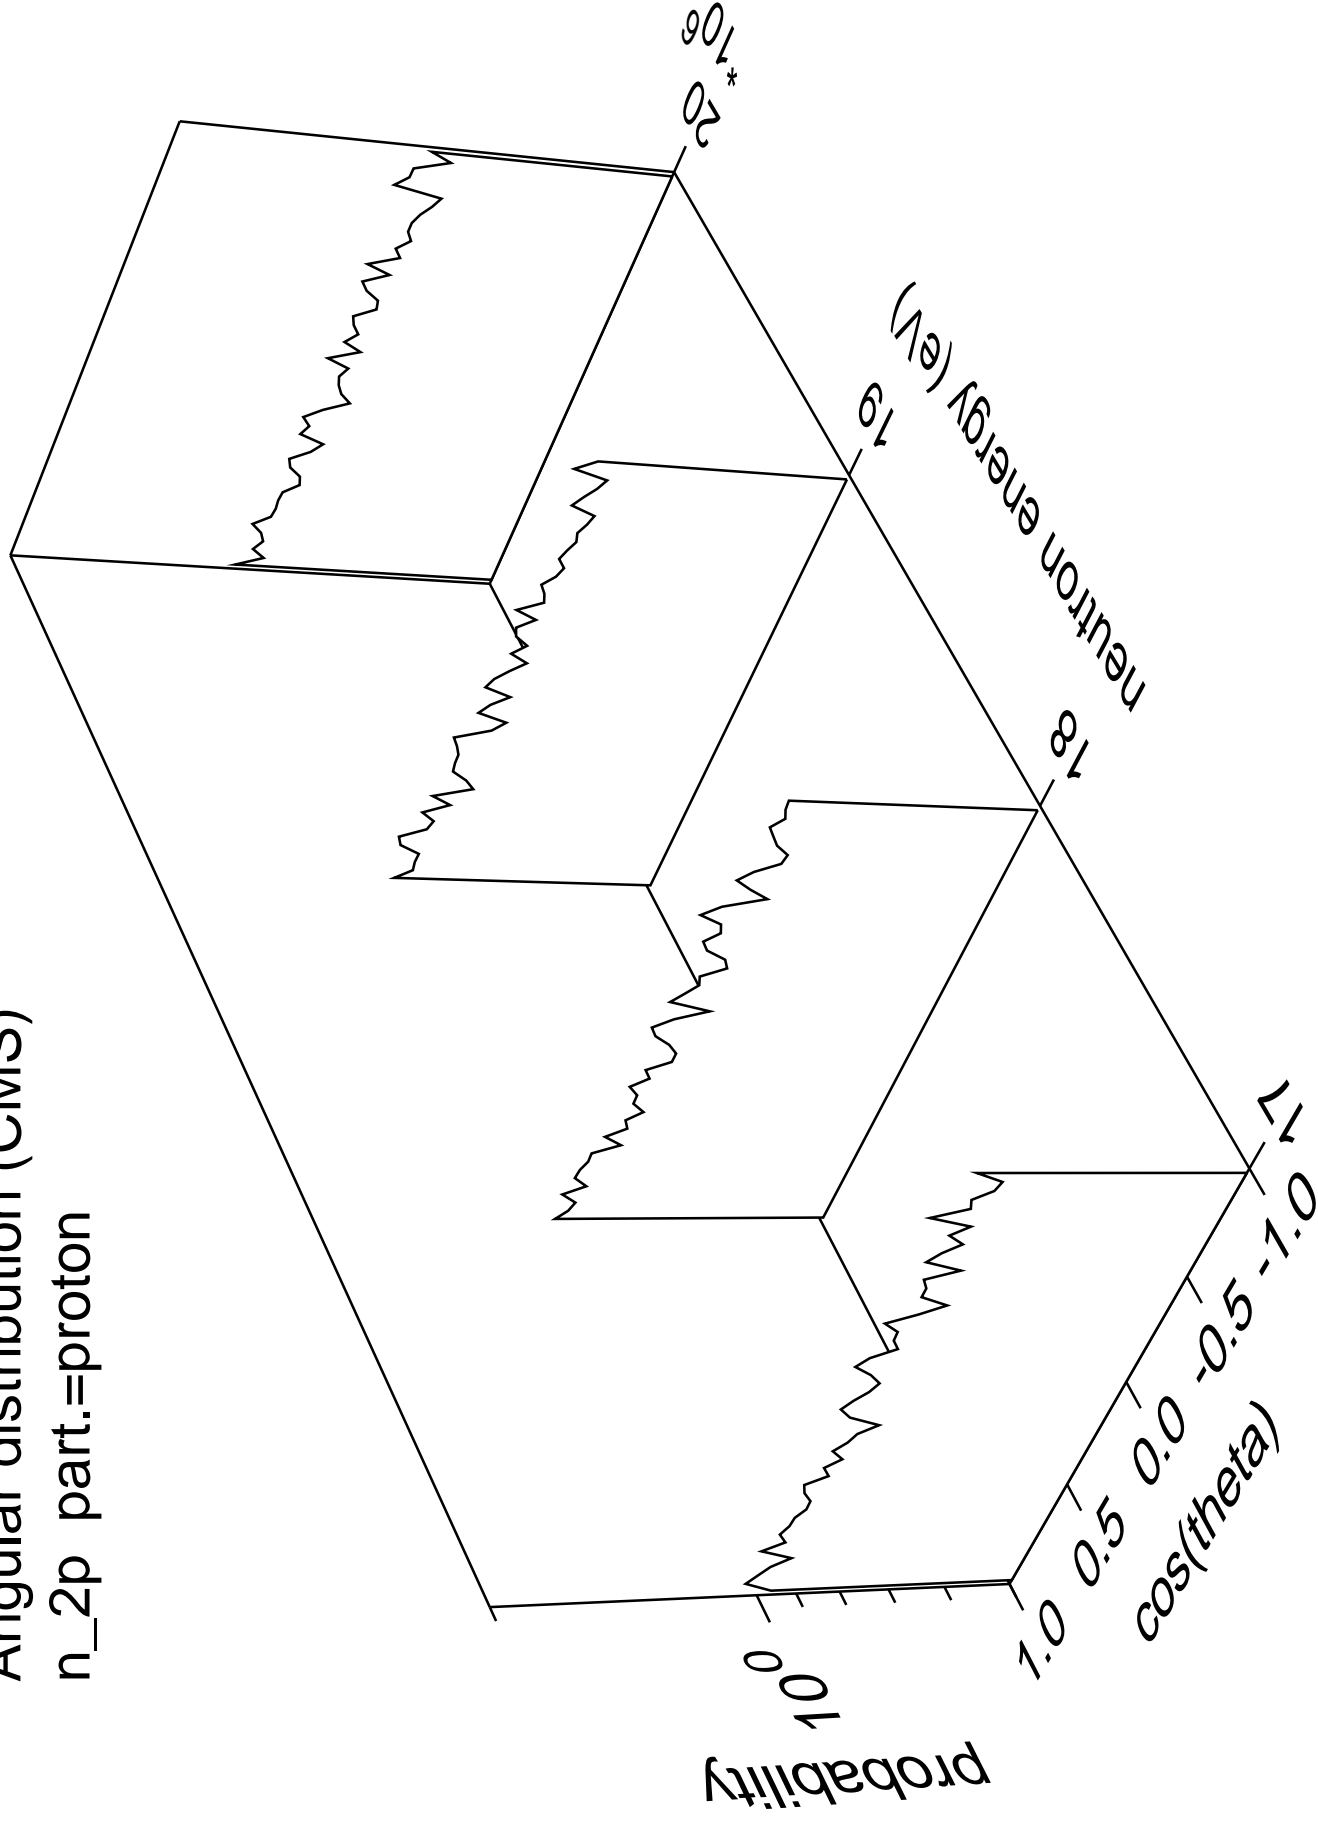 Angular distribution (CMS)
n_2p part.=proton
probability
10 0
1.0 0.5 0.0 -0.5 -1.0
cos(theta)
17 18 19 20
* 10 6
neutron energy (eV)